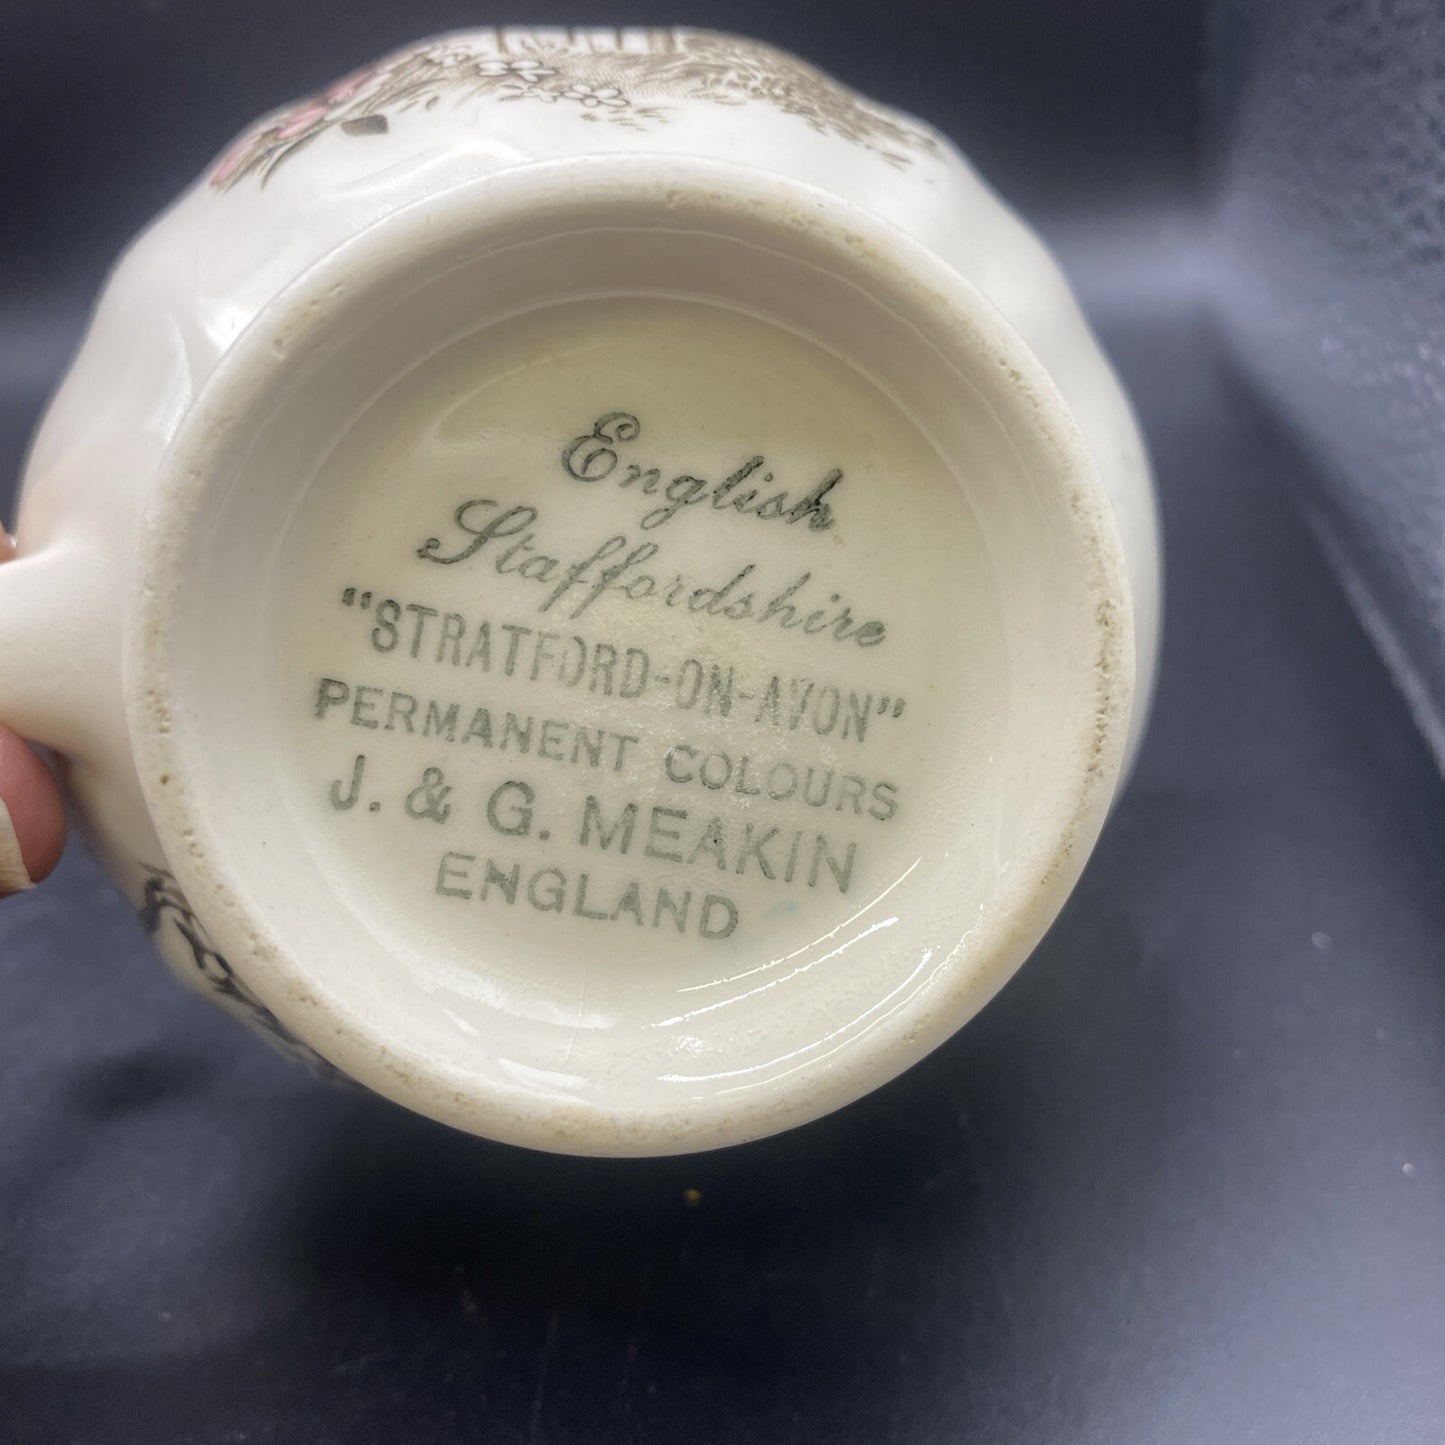 English
Staffordshire
"STRATFORD-ON-AVON"
PERMANENT COLOURS
J. & G. MEAKIN
ENGLAND